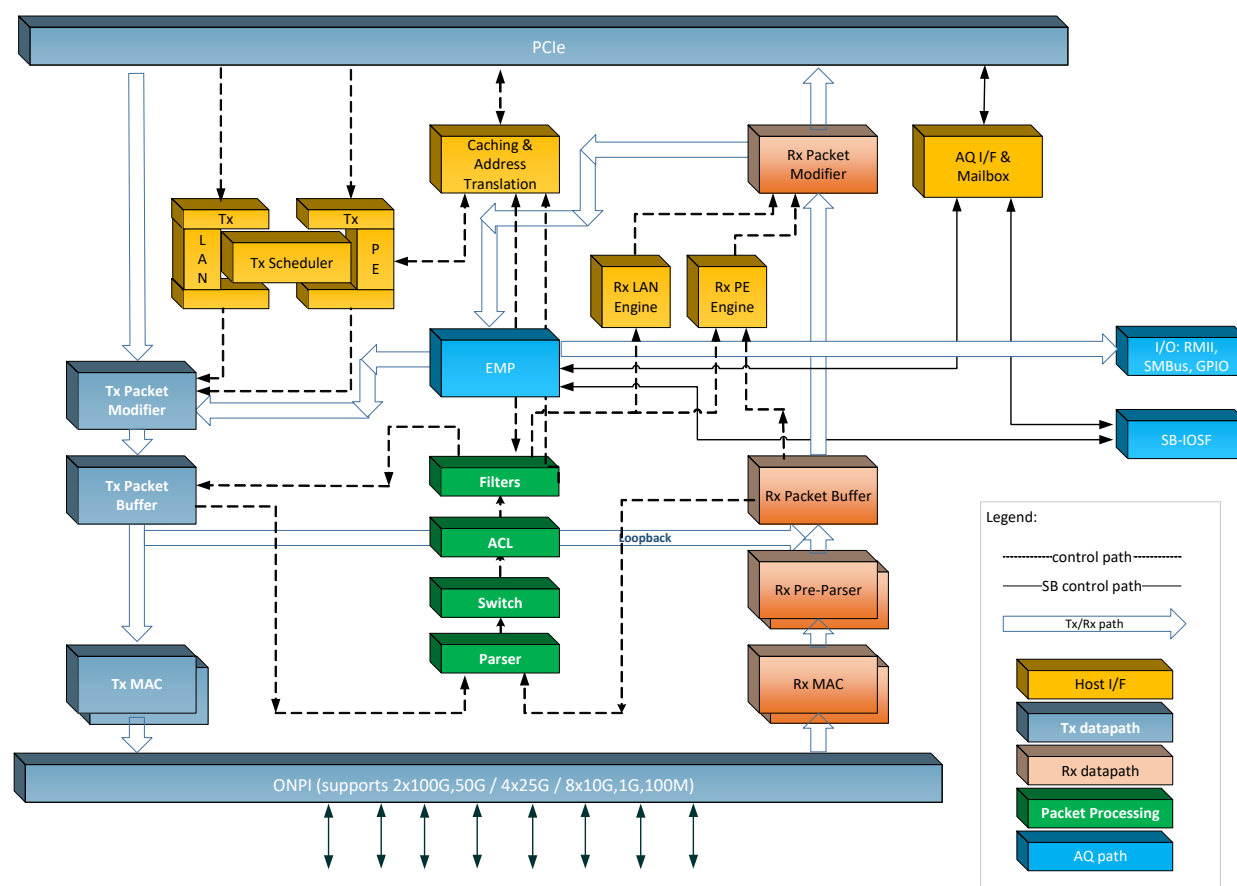 PCIe
Caching &
Address
Translation
Rx Packet
Modifier
AQ I/F &
Mailbox
Tx
Tx
L
A
N
Tx Scheduler
P
E
Rx LAN
Engine
Rx PE
Engine
EMP
I/O: RMII,
SMBus, GPIO
Tx Packet
Modifier
SB-IOSF
Tx Packet
Buffer
Filters
Rx Packet Buffer
ACL
Loopback
Switch
Rx Pre-Parser
Parser
Tx MAC
Rx MAC
ONPI (supports 2x100G,50G / 4x25G / 8x10G,1G,100M)
Legend:
control path
SB control path
Tx/Rx path
Host I/F
Tx datapath
Rx datapath
Packet Processing
AQ path